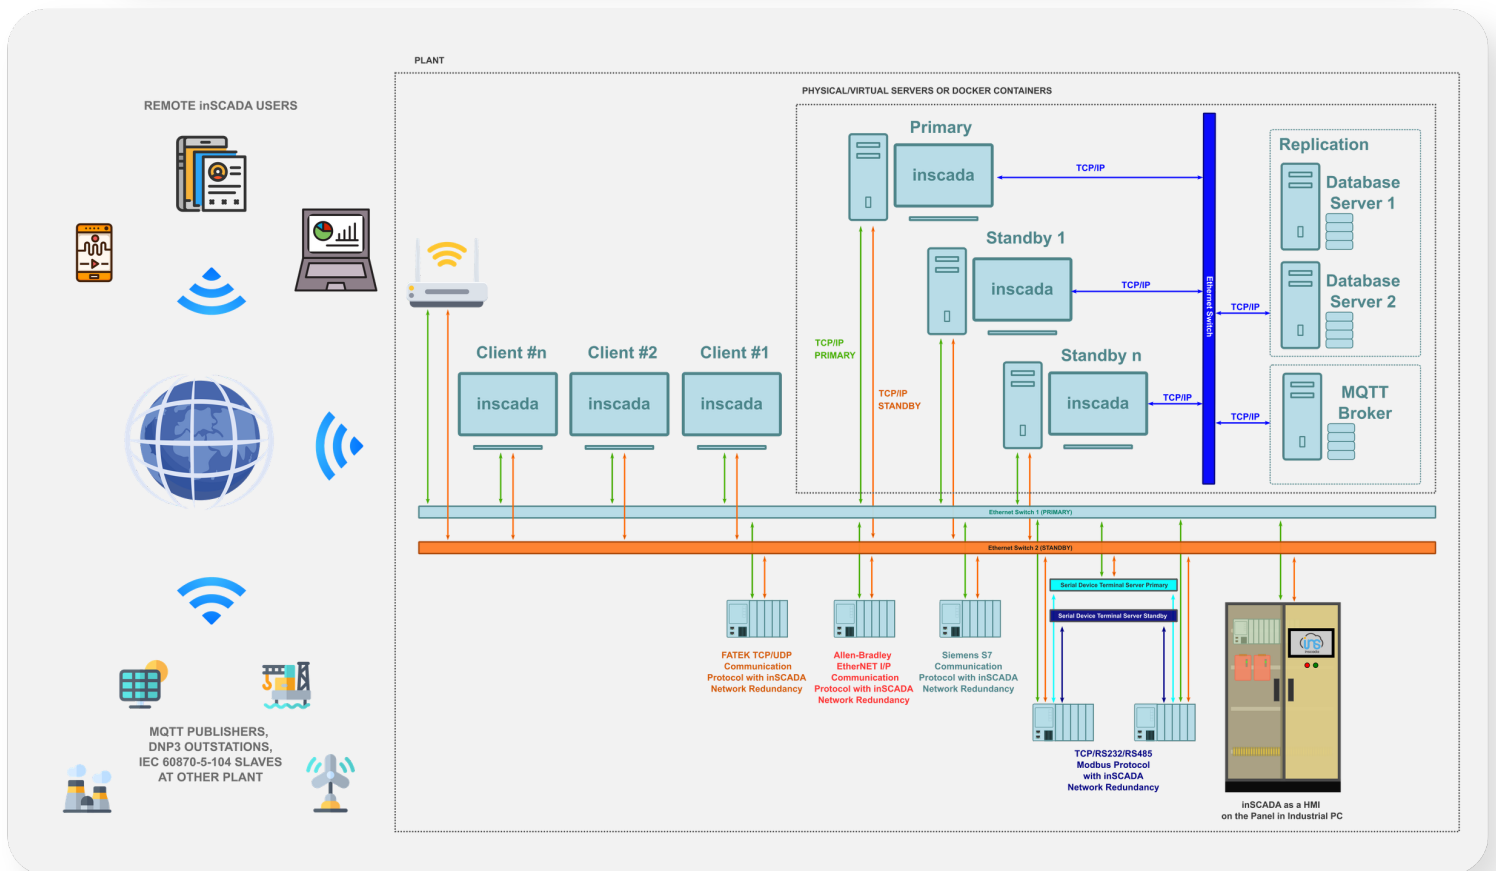 PLANT
REMOTE inSCADA USERS
PHYSICAL/VIRTUAL SERVERS OR DOCKER CONTAINERS
Primary
inscada
TCP/IP
Replication
Database
Server 1
Standby 1
inscada
TCP/IP
Ethernet Switch
TCP/IP
Database
Server 2
TCP/IP
PRIMARY
TCP/IP
STANDBY
Standby n
inscada
TCP/IP
TCP/IP
MQTT
Broker
Client #n
Client #2
Client #1
inscada
inscada
inscada
Ethernet Switch 1 (PRIMARY)
Ethernet Switch 2 (STANDBY)
Serial Device Terminal Server Primary
Serial Device Terminal Server Standby
FATEK TCP/UDP
Communication
Protocol with inSCADA
Network Redundancy
Allen-Bradley
EtherNET I/P
Communication
Protocol with inSCADA
Network Redundancy
Siemens S7
Communication
Protocol with inSCADA
Network Redundancy
TCP/RS232/RS485
Modbus Protocol
with inSCADA
Network Redundancy
ins
inSCADA as a HMI
on the Panel in Industrial PC
MQTT PUBLISHERS,
DNP3 OUTSTATIONS,
IEC 60870-5-104 SLAVES
AT OTHER PLANT